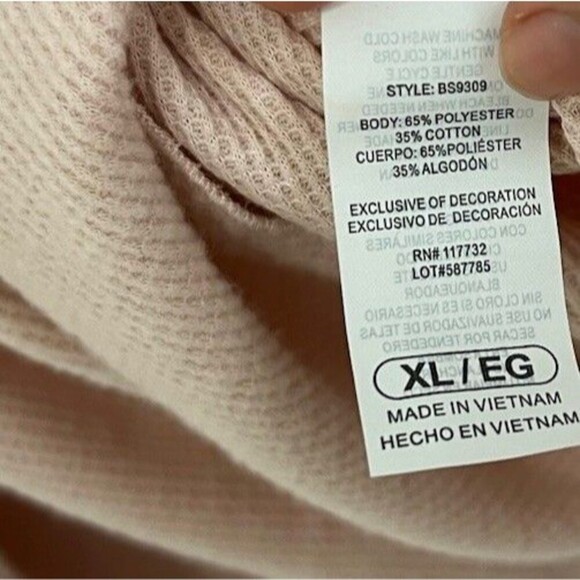 STYLE: BS9309
BODY: 65% POLYESTER
35% COTTON
CUERPO: 65%POLIÉSTER
35% ALGODÓN
EXCLUSIVE OF DECORATION
EXCLUSIVO DE DECORACIÓN
RN# 117732
LOT#587785
XL / EG
MADE IN VIETNAM
HECHO EN VIETNAM